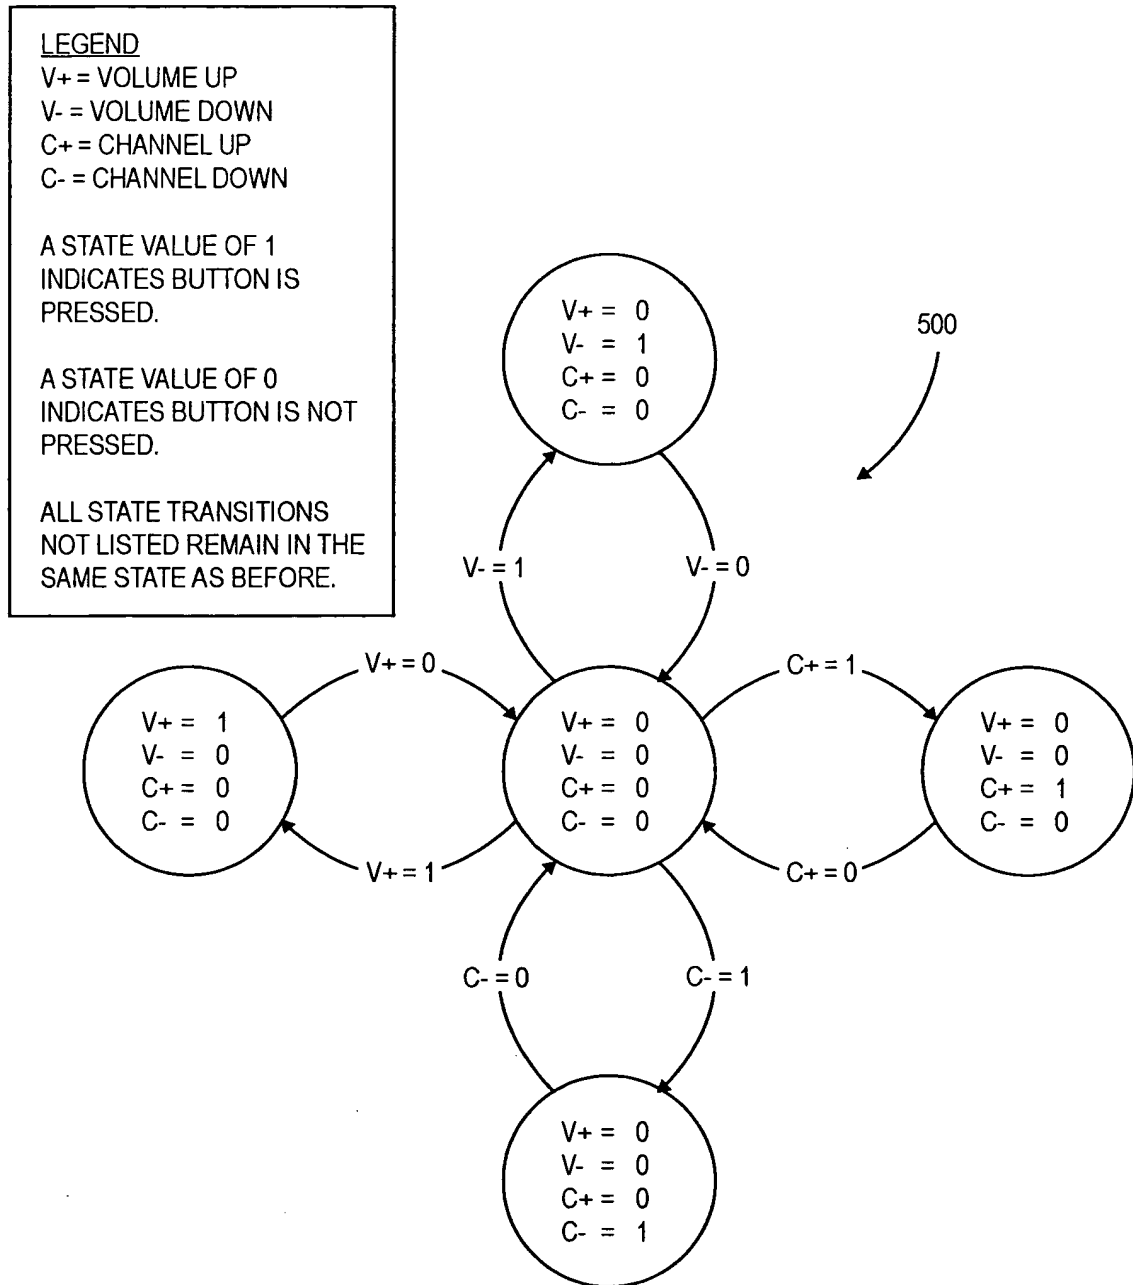 LEGEND
V+ = VOLUME UP
V- = VOLUME DOWN
C+ = CHANNEL UP
C- = CHANNEL DOWN
A STATE VALUE OF 1
INDICATES BUTTON IS
PRESSED.
A STATE VALUE OF 0
INDICATES BUTTON IS NOT
PRESSED.
ALL STATE TRANSITIONS
NOT LISTED REMAIN IN THE
SAME STATE AS BEFORE.
500
V+ = 0
V- = 1
C+ = 0
C- = 0
V- = 1
V- = 0
V+ = 0
C+ = 1
V+ = 1
V- = 0
C+ = 0
C- = 0
V+ = 0
V- = 0
C+ = 0
C- = 0
V+ = 0
V- = 0
C+ = 1
C- = 0
V+ = 1
C+ = 0
C- = 0
C- = 1
V+ = 0
V- = 0
C+ = 0
C- = 1